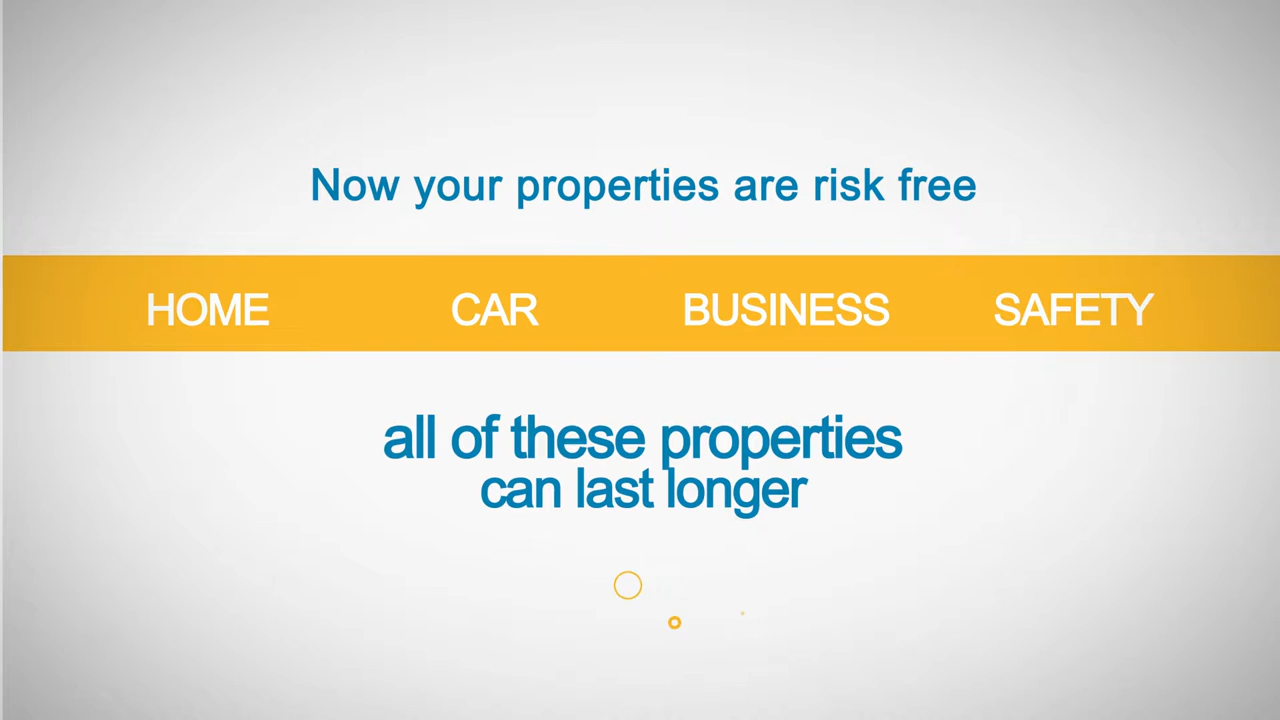 Now your properties are risk free
HOME CAR BUSINESS SAFETY
all of these properties
can last longer